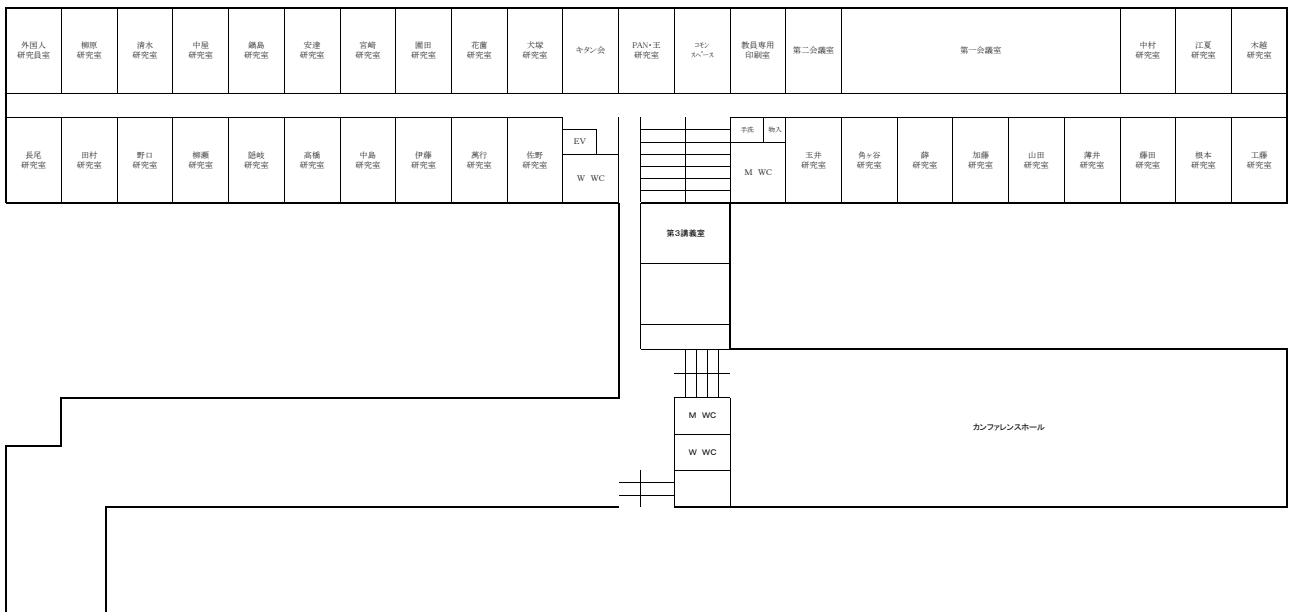 外国人
研究員室
柳原
研究室
清水
研究室
中屋
研究室
鍋島
研究室
安達
研究室
宮崎
研究室
園田
研究室
花薗
研究室
犬塚
研究室
キタン会
PAN・王
研究室
コモン
スペース
教員専用
印刷室
第二会議室
第一会議室
中村
研究室
江夏
研究室
木越
研究室
長尾
研究室
田村
研究室
野口
研究室
柳瀬
研究室
隠岐
研究室
髙橋
研究室
中島
研究室
伊藤
研究室
萬行
研究室
佐野
研究室
EV
W WC
手洗
物入
M WC
玉井
研究室
角ヶ谷
研究室
薛
研究室
加藤
研究室
山田
研究室
薄井
研究室
藤田
研究室
根本
研究室
工藤
研究室
第3講義室
M WC
W WC
カンファレンスホール